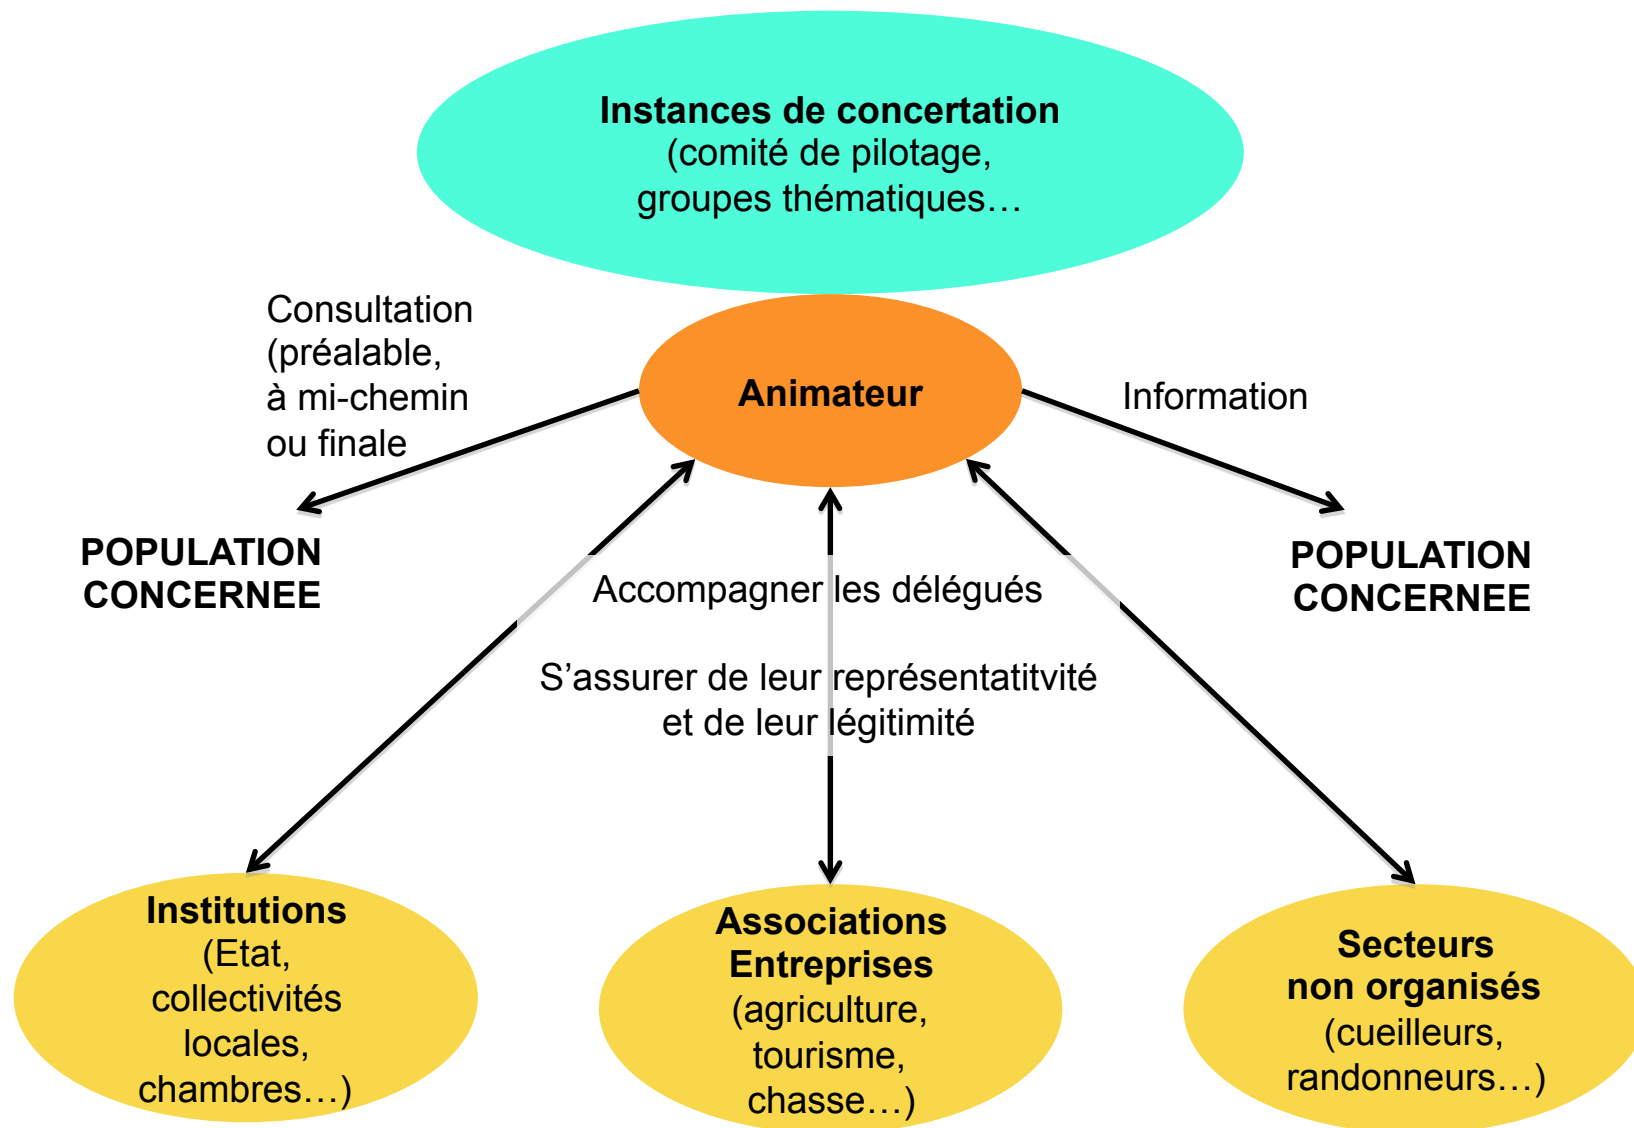 Instances de concertation
(comité de pilotage,
groupes thématiques…
Consultation
(préalable,
à mi-chemin
ou finale
Animateur
Information
POPULATION
CONCERNEE
POPULATION
CONCERNEE
Accompagner les délégués
S’assurer de leur représentatitvité
et de leur légitimité
Institutions
(Etat,
collectivités
locales,
chambres…)
Associations
Entreprises
(agriculture,
tourisme,
chasse…)
Secteurs
non organisés
(cueilleurs,
randonneurs…)